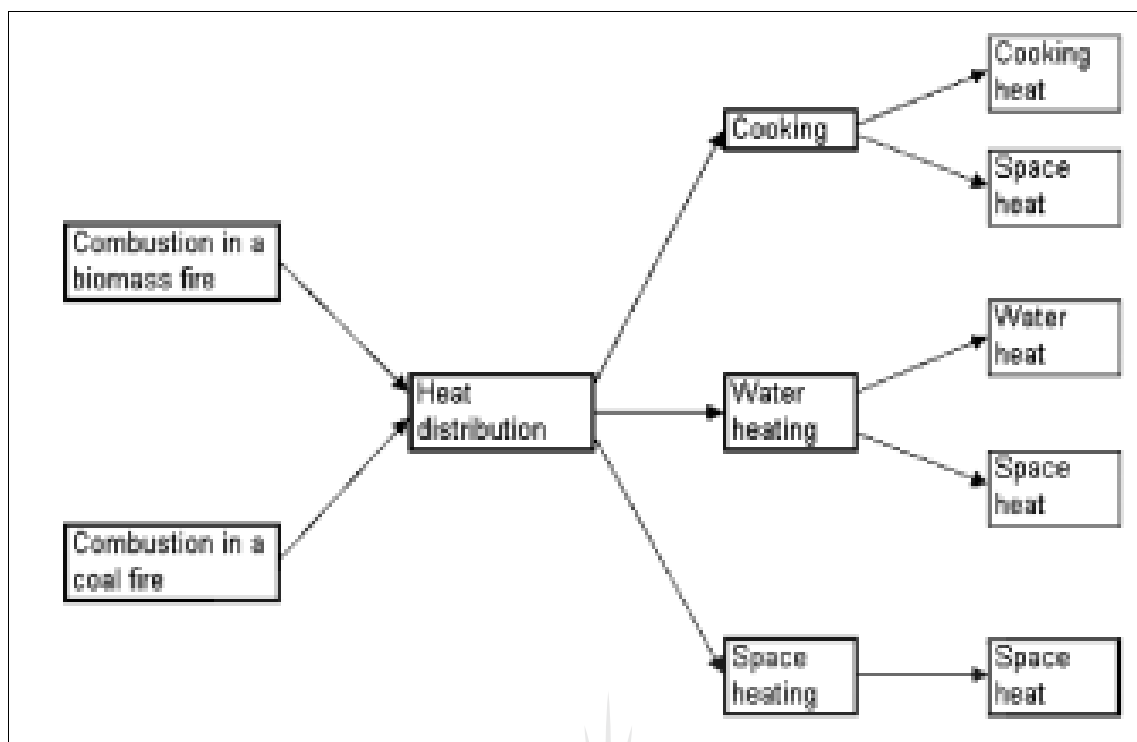 Combustion in a
biomass fire
Combustion in a
coal fire
Heat
distribution
Cooking
Water
heating
Space
heating
Cooking
heat
Space
heat
Water
heat
Space
heat
Space
heat